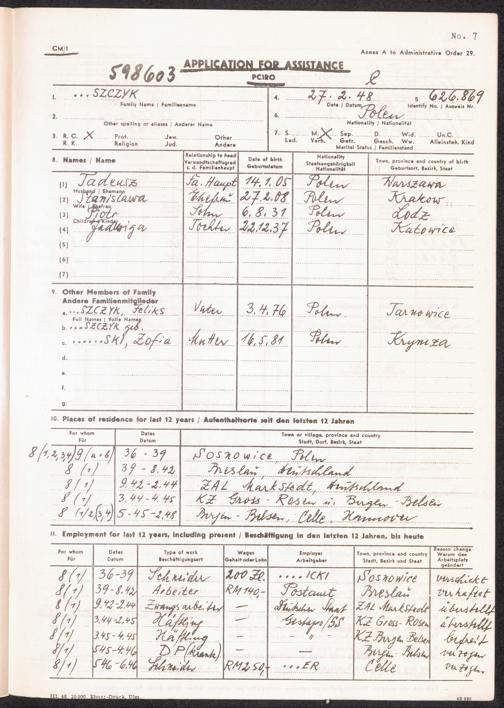 No. 7
CM/1
Annex A to Administrative Order 29.
598603 APPLICATION FOR ASSISTANCE
PCIRO
1. ...SZCZYK
Family Name / Familienname
4. 27.2.48
Date / Datum
5. 626.869
Identity No. / Ausweis Nr.
2.
Other spelling or aliases / Anderer Name
6. Polen
Nationality / Nationalität
3. R. C. X Prot. Jew. Other
R. K. Religion Jud. Andere
7. S. M. X Sep. D. Wid. Un.C.
Led. Verh. Getr. Gesch. Ww. Alleinsteh. Kind
Marital Status / Familienstand
8. Names / Name
Relationship to head
Verwandtschaftsgrad
z. d. Familienhaupt
Date of birth
Geburtsdatum
Nationality
Staatsangehörigkeit
Nationalität
Town, province and country of birth
Geburtsort, Bezirk, Staat
(1) Tadeusz Fa. Haupt 14.1.05 Polen Warszawa
Husband / Ehemann
(2) Stanislawa Ehefrau 27.2.08 Polen Krakow
Wife / Ehefrau
(3) Piotr Sohn 6.8.31 Polen Lodz
Children / Kinder
(4) Jadwiga Tochter 22.12.37 Polen Katowice
(5)
(6)
(7)
9. Other Members of Family
Andere Familienmitglieder
a. ...SZCZYK, Feliks Vater 3.4.76 Polen Tarnowice
Full Names / Volle Namen
b. ...SZCZYK geb.
c. ......SKI, Zofia Mutter 16.5.81 Polen Krynica
d.
e.
f.
g.
10. Places of residence for last 12 years / Aufenthaltsorte seit den letzten 12 Jahren
For whom
Für
Dates
Datum
Town or village, province and country
Stadt, Dorf, Bezirk, Staat
8 (1,2,3,4) 9 (a+b) 36-39 Sosnowice, Polen
8 (1) 39-8.42 Breslau, Deutschland
8 (1) 9.42-2.44 ZAL Markstedt, Deutschland
8 (1) 3.44-4.45 KZ Gross-Rosen u. Bergen-Belsen
8 (1/2/3,4) 5-45-2.48 Bergen-Belsen, Celle, Hannover
11. Employment for last 12 years, including present / Beschäftigung in den letzten 12 Jahren, bis heute
For whom
Für
Dates
Datum
Type of work
Beschäftigungsart
Wages
Gehalt oder Lohn
Employer
Arbeitgeber
Town, province and country
Stadt, Bezirk und Staat
Reason change
Warum den
Arbeitsplatz
geändert
8(1) 36-39 Schneider 200 Zl. ....ICKI Sosnowice verschickt
8(1) 39-8.42 Arbeiter RM 140,- Postamt Breslau verhaftet
8(1) 9.42-2.44 Zwangsarbeiter — Deutscher Staat ZAL Markstedt überstellt
8(1) 3.44-2.45 Häftling — Gestapo/SS KZ Gross-Rosen überstellt
8(1) 3.45-4.45 Häftling — " KZ Bergen Belsen befreit
8(1) 5.45-4.46 DP (Kranke) — — Bergen-Belsen verzogen
8(1) 5.46-6.46 Schneider RM 250,- ...ER Celle verzogen